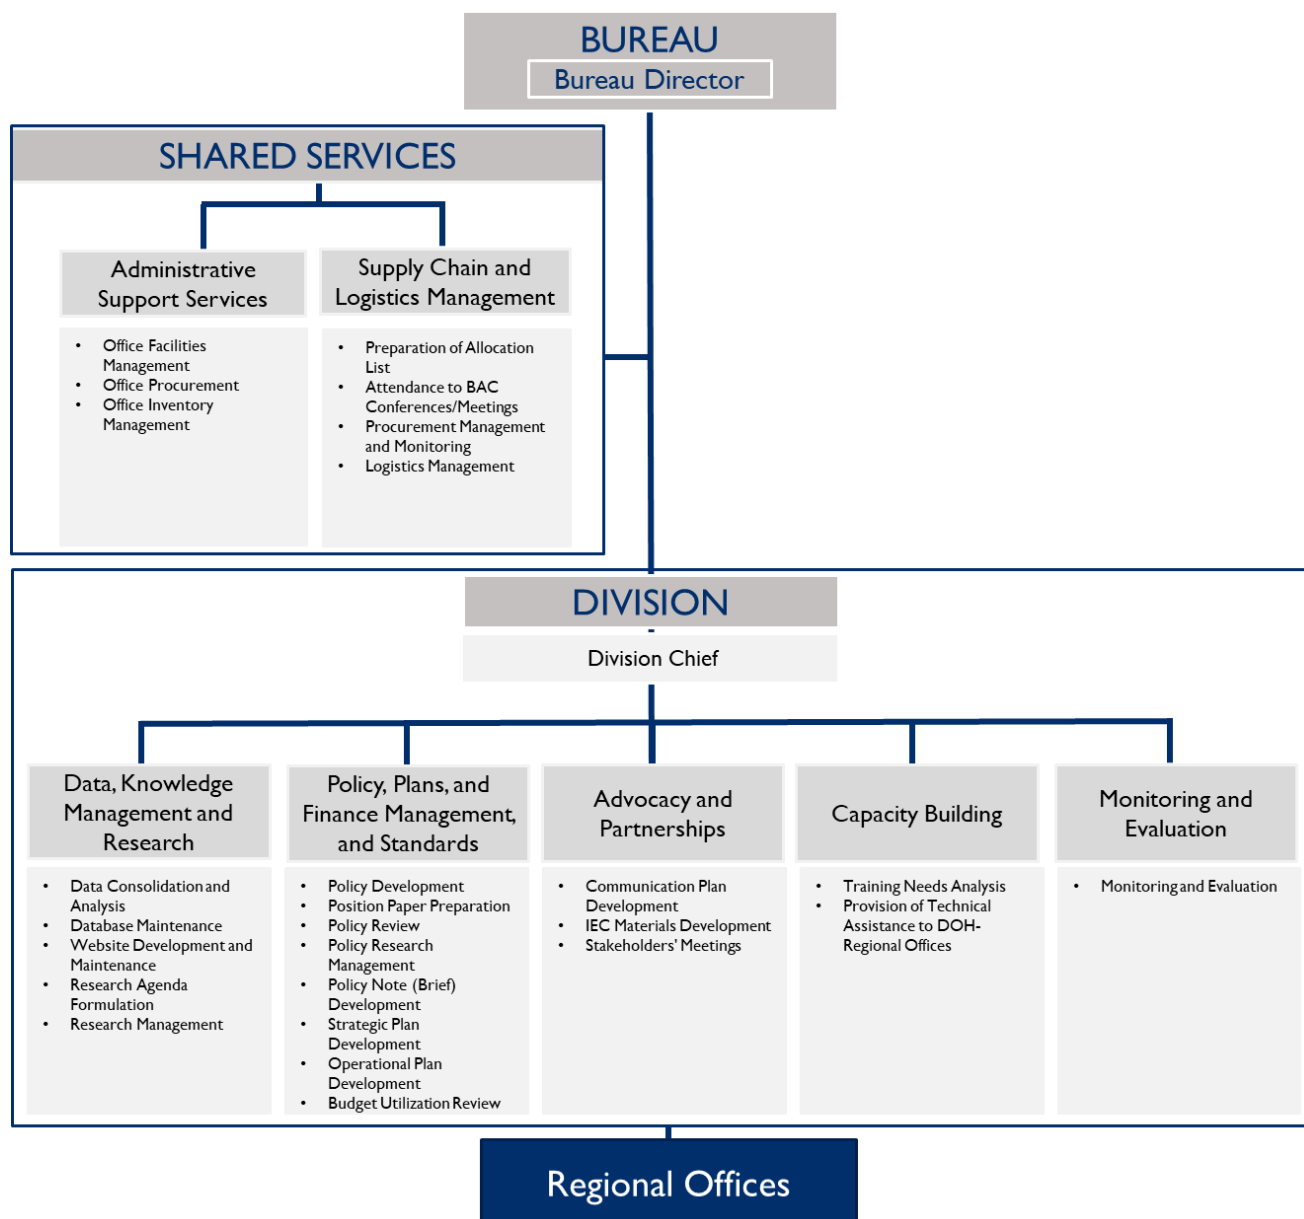 BUREAU
Bureau Director
SHARED SERVICES
Administrative
Support Services
• Office Facilities
Management
• Office Procurement
• Office Inventory
Management
Supply Chain and
Logistics Management
• Preparation of Allocation
List
• Attendance to BAC
Conferences/Meetings
• Procurement Management
and Monitoring
• Logistics Management
DIVISION
Division Chief
Data, Knowledge
Management and
Research
• Data Consolidation and
Analysis
• Database Maintenance
• Website Development and
Maintenance
• Research Agenda
Formulation
• Research Management
Policy, Plans, and
Finance Management,
and Standards
• Policy Development
• Position Paper Preparation
• Policy Review
• Policy Research
Management
• Policy Note (Brief)
Development
• Strategic Plan
Development
• Operational Plan
Development
• Budget Utilization Review
Advocacy and
Partnerships
• Communication Plan
Development
• IEC Materials Development
• Stakeholders' Meetings
Capacity Building
• Training Needs Analysis
• Provision of Technical
Assistance to DOH-
Regional Offices
Monitoring and
Evaluation
• Monitoring and Evaluation
Regional Offices